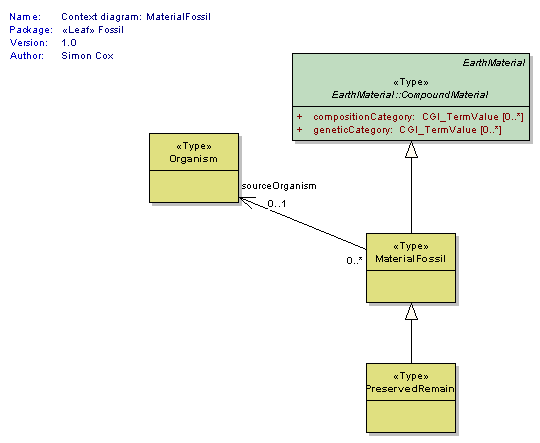 Name: Context diagram: MaterialFossil
Package: «Leaf» Fossil
Version: 1.0
Author: Simon Cox
EarthMaterial
«Type»
EarthMaterial::CompoundMaterial
+ compositionCategory: CGI_TermValue [0..*]
+ geneticCategory: CGI_TermValue [0..*]
«Type»
Organism
sourceOrganism
0..1
«Type»
MaterialFossil
0..*
«Type»
PreservedRemain